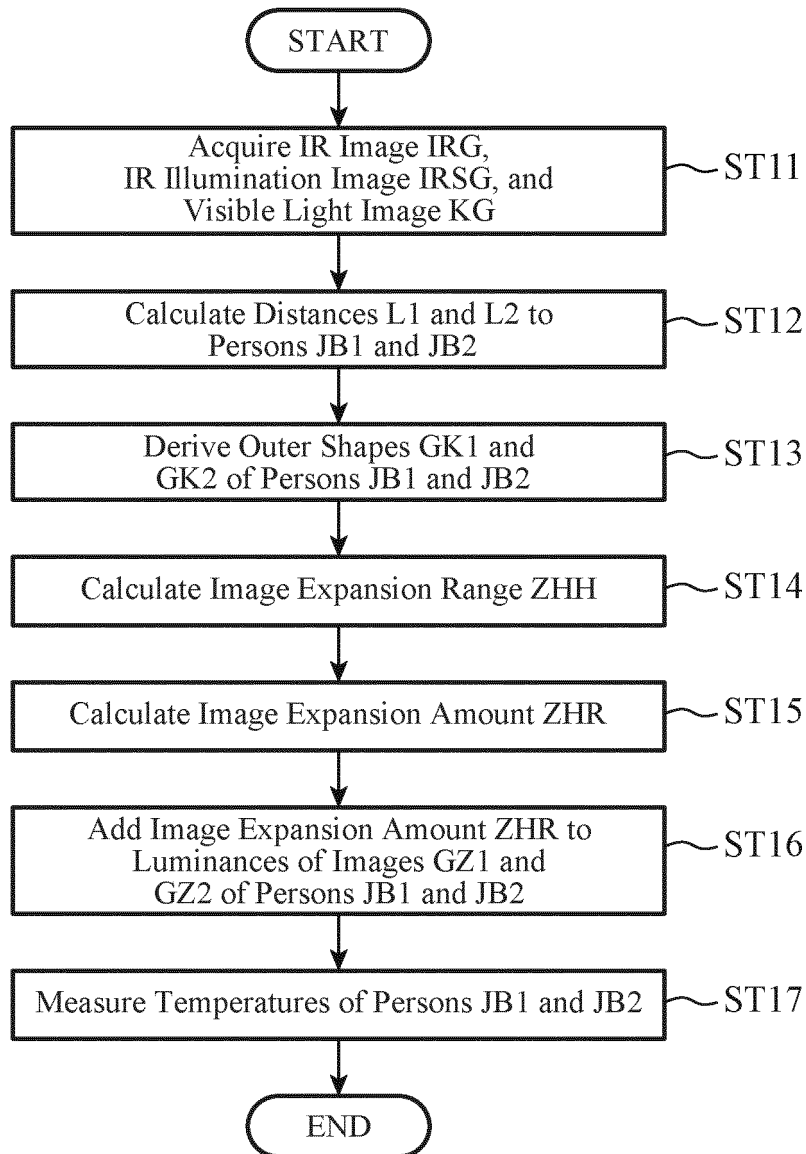 START
Acquire IR Image IRG,
IR Illumination Image IRSG, and
Visible Light Image KG
ST11
Calculate Distances L1 and L2 to
Persons JB1 and JB2
ST12
Derive Outer Shapes GK1 and
GK2 of Persons JB1 and JB2
ST13
Calculate Image Expansion Range ZHH
ST14
Calculate Image Expansion Amount ZHR
ST15
Add Image Expansion Amount ZHR to
Luminances of Images GZ1 and
GZ2 of Persons JB1 and JB2
ST16
Measure Temperatures of Persons JB1 and JB2
ST17
END